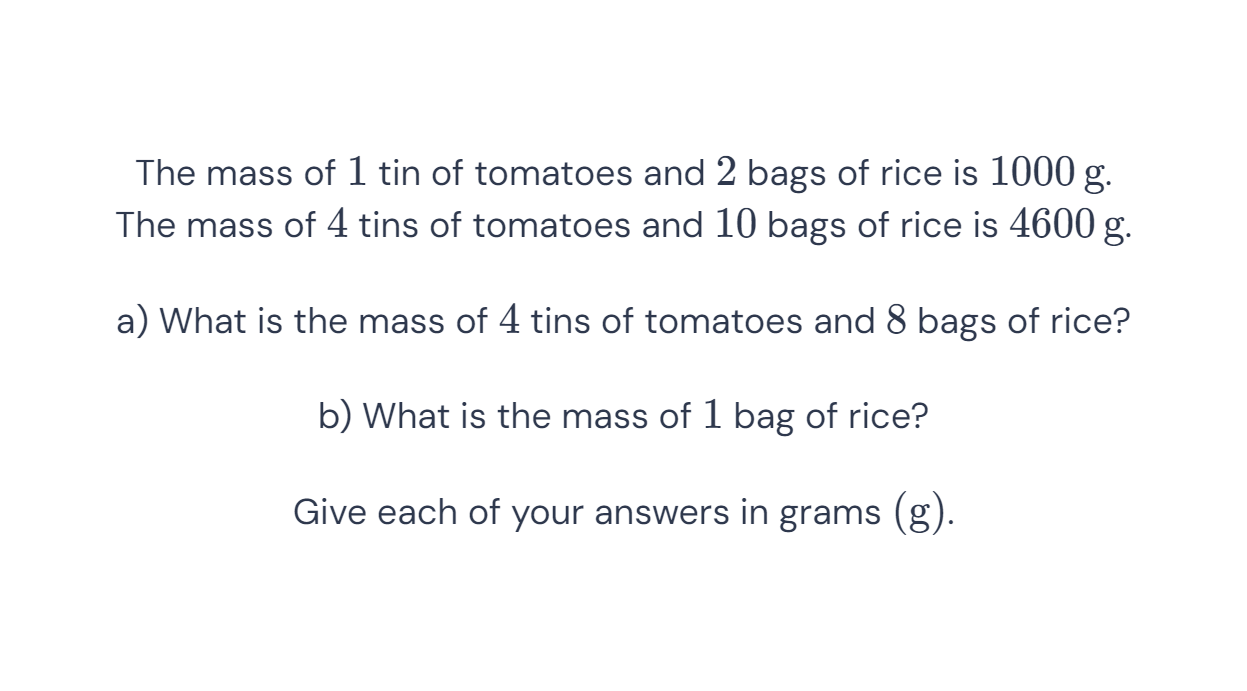 The mass of 1 tin of tomatoes and 2 bags of rice is 1000 g.
The mass of 4 tins of tomatoes and 10 bags of rice is 4600 g.
a) What is the mass of 4 tins of tomatoes and 8 bags of rice?
b) What is the mass of 1 bag of rice?
Give each of your answers in grams (g).